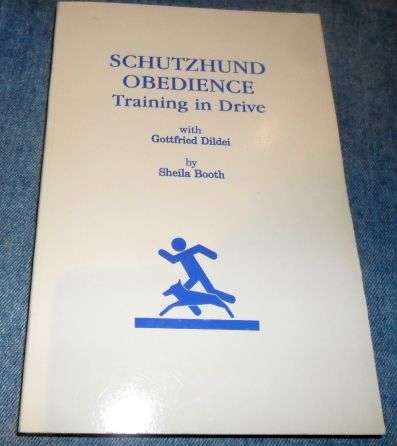 SCHUTZHUND
OBEDIENCE
Training in Drive
with
Gottfried Dildei
by
Sheila Booth